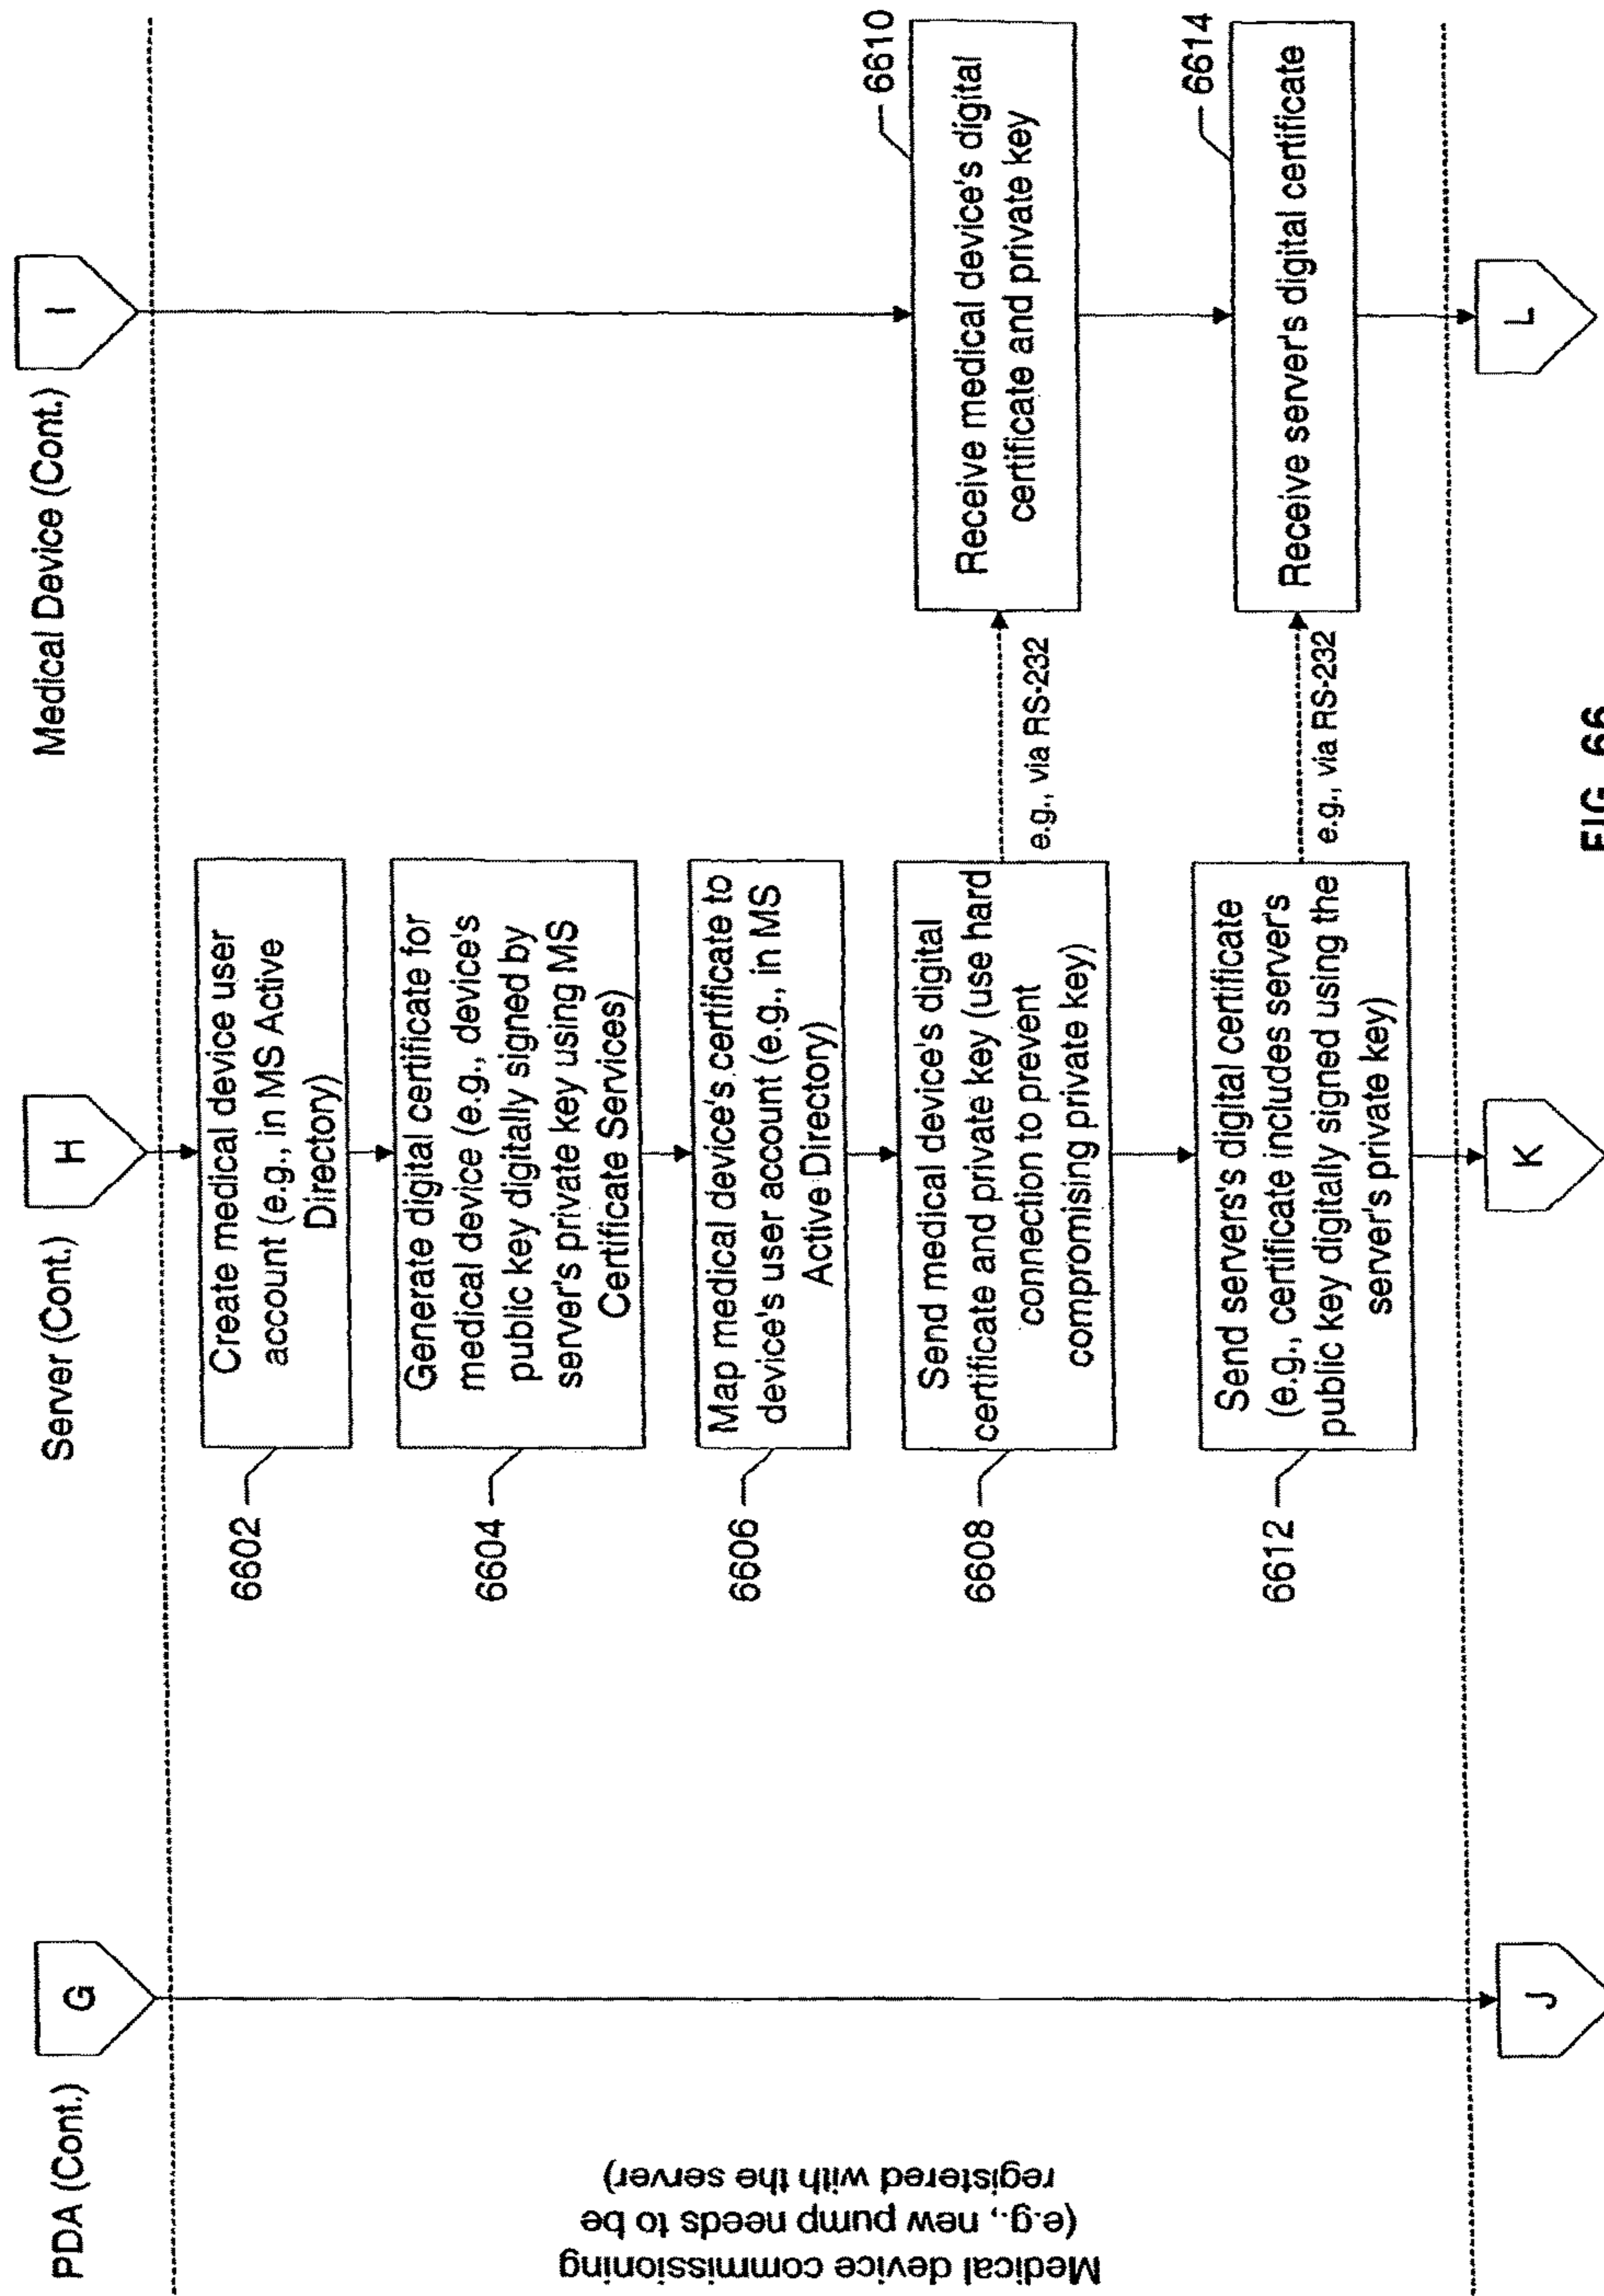 PDA (Cont.)
G
Server (Cont.)
H
Medical Device (Cont.)
I
Medical device commissioning
(e.g., new pump needs to be
registered with the server)
6602
Create medical device user
account (e.g., in MS Active
Directory)
6604
Generate digital certificate for
medical device (e.g., device's
public key digitally signed by
server's private key using MS
Certificate Services)
6606
Map medical device's certificate to
device's user account (e.g., in MS
Active Directory)
6608
Send medical device's digital
certificate and private key (use hard
connection to prevent
compromising private key)
e.g., via RS-232
6610
Receive medical device's digital
certificate and private key
6612
Send servers's digital certificate
(e.g., certificate includes server's
public key digitally signed using the
server's private key)
e.g., via RS-232
6614
Receive server's digital certificate
J
K
L
FIG. 66